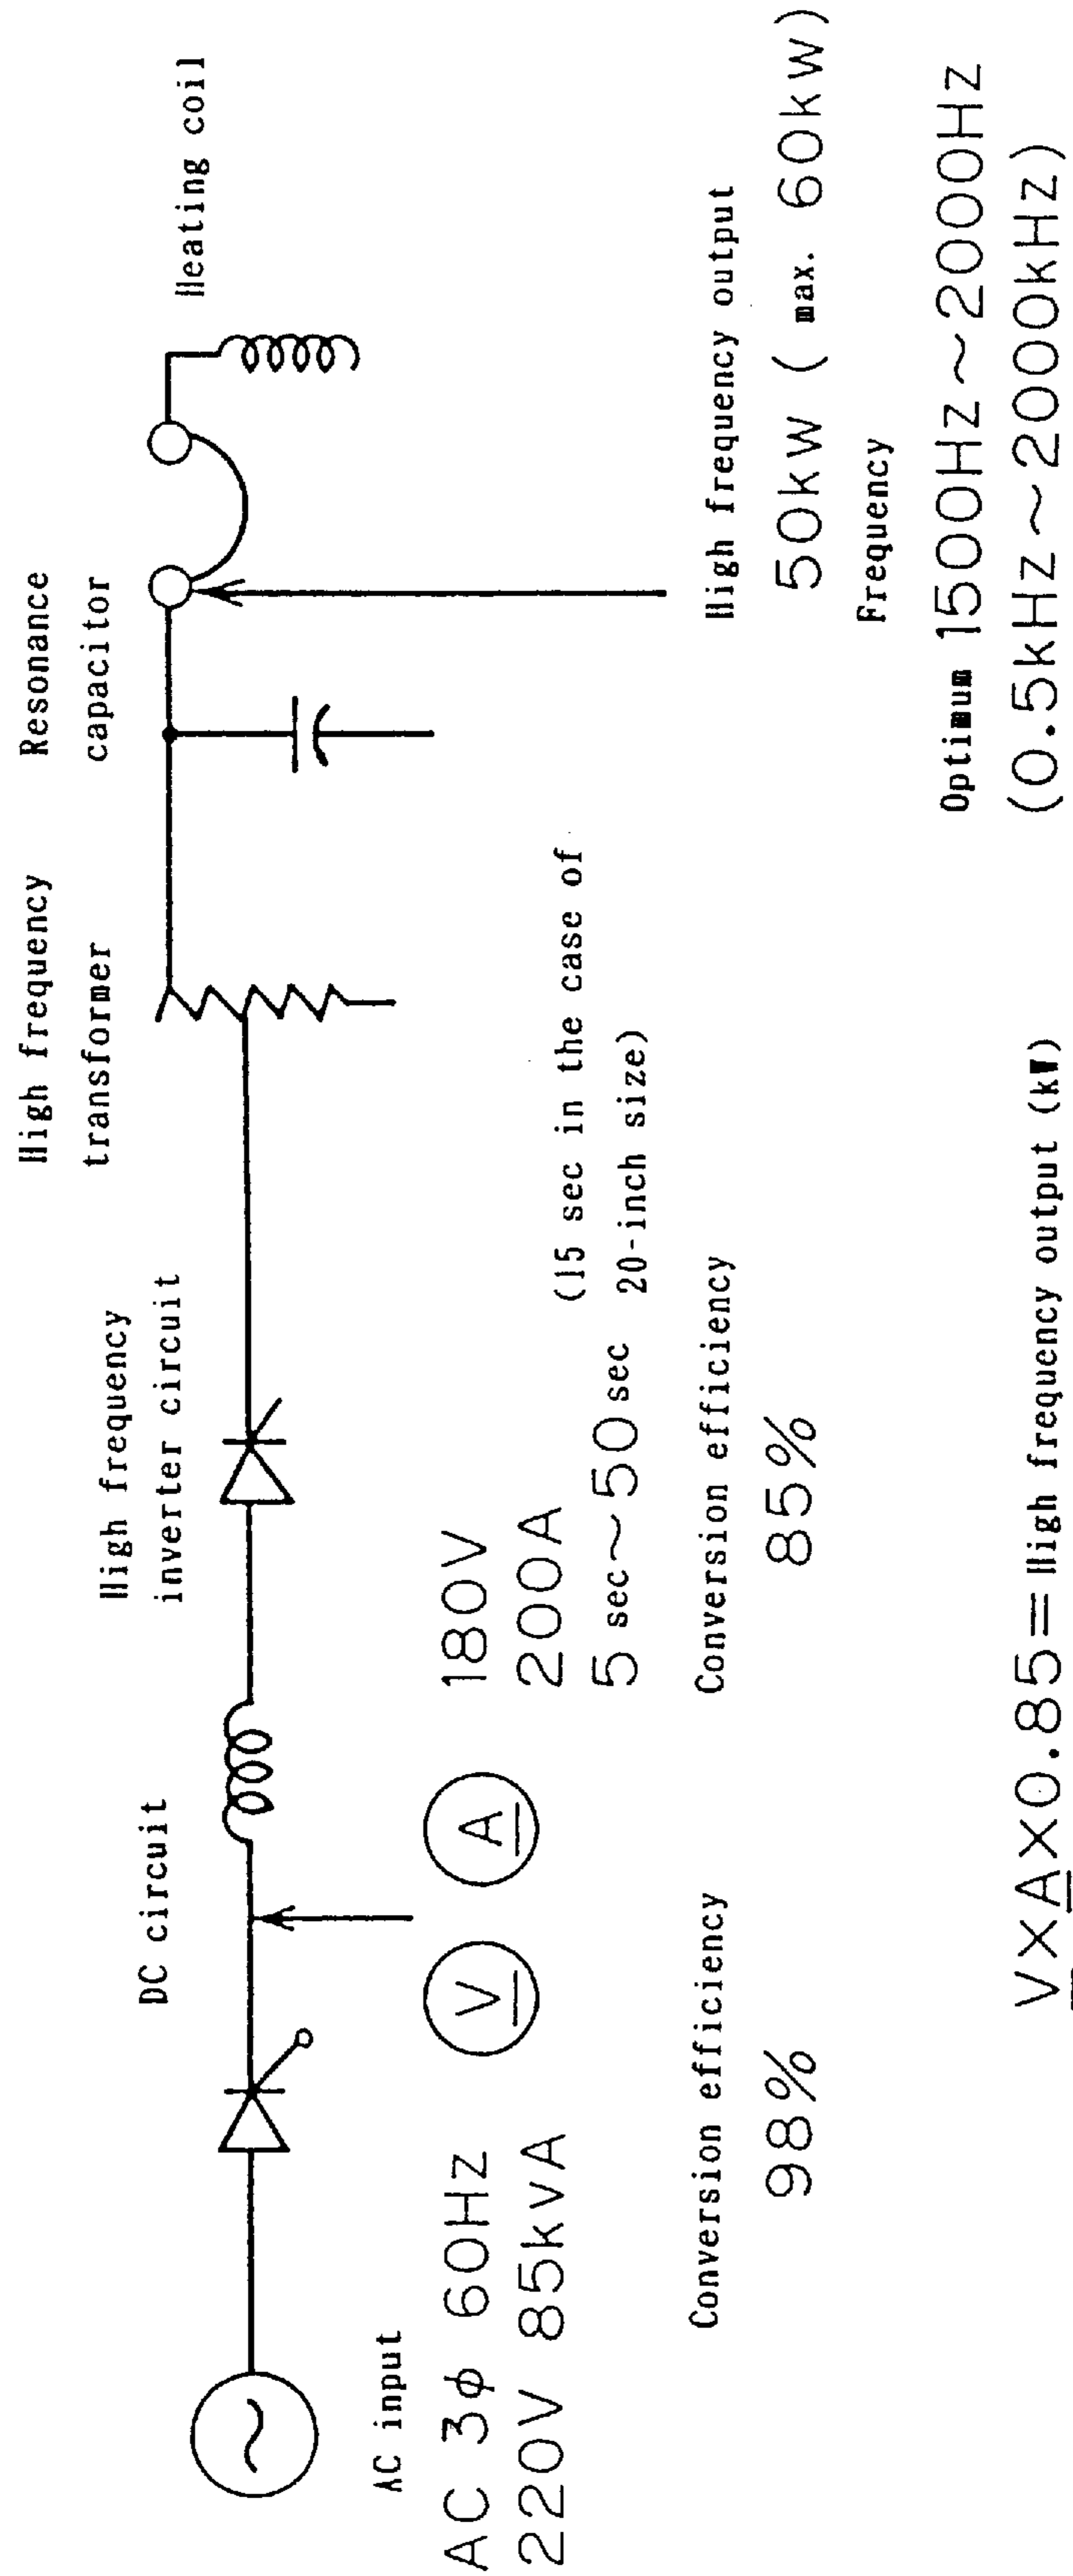 High frequency
transformer
Resonance
capacitor
Heating coil
High frequency
inverter circuit
DC circuit
AC input
AC 3ϕ 60Hz
220V 85kVA
V
A
180V
200A
5 sec~50 sec
(15 sec in the case of
20-inch size)
Conversion efficiency
98%
Conversion efficiency
85%
High frequency output
50kW ( max. 60kW)
Frequency
Optimum 1500Hz~2000Hz
(0.5kHz~2000kHz)
V×A×0.85=High frequency output (kW)